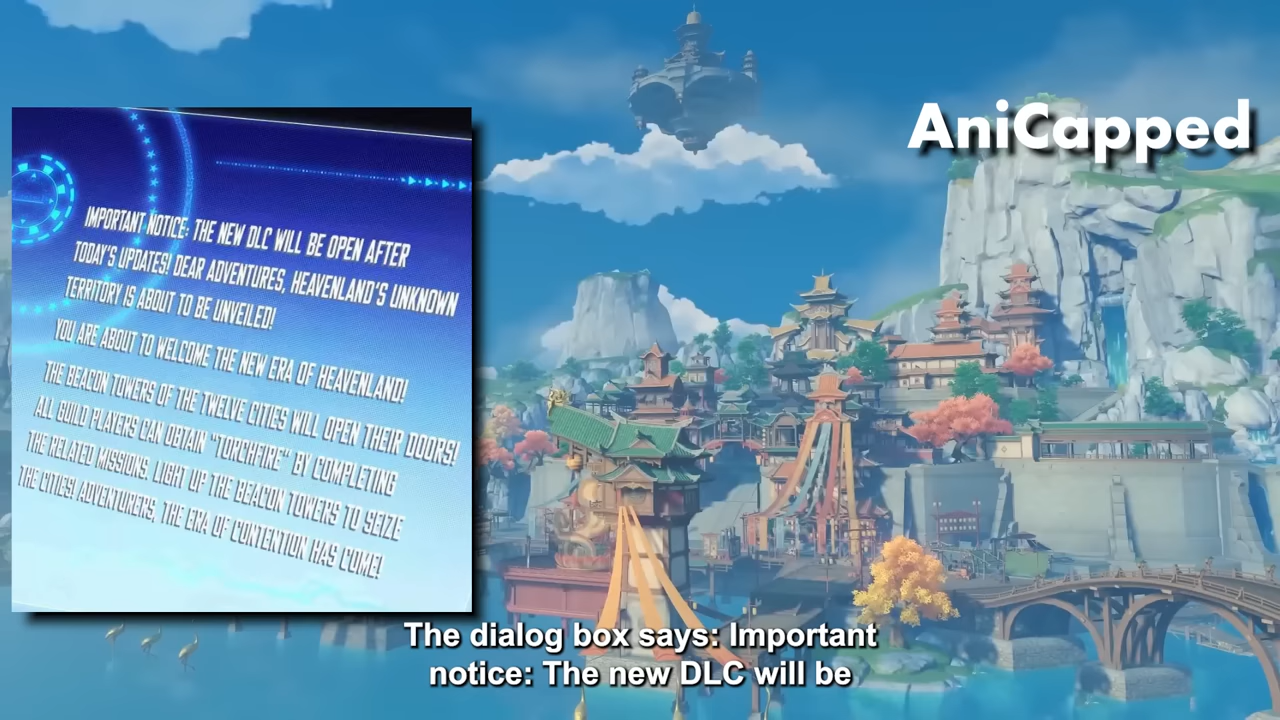 AniCapped
IMPORTANT NOTICE: THE NEW DLC WILL BE OPEN AFTER
TODAY'S UPDATES! DEAR ADVENTURES, HEAVENLAND'S UNKNOWN
TERRITORY IS ABOUT TO BE UNVEILED!
YOU ARE ABOUT TO WELCOME THE NEW ERA OF HEAVENLAND!
THE BEACON TOWERS OF THE TWELVE CITIES WILL OPEN THEIR DOORS!
ALL GUILD PLAYERS CAN OBTAIN "TORCHFIRE" BY COMPLETING
THE RELATED MISSIONS, LIGHT UP THE BEACON TOWERS TO SEIZE
THE CITIES! ADVENTURERS, THE ERA OF CONTENTION HAS COME!
The dialog box says: Important
notice: The new DLC will be